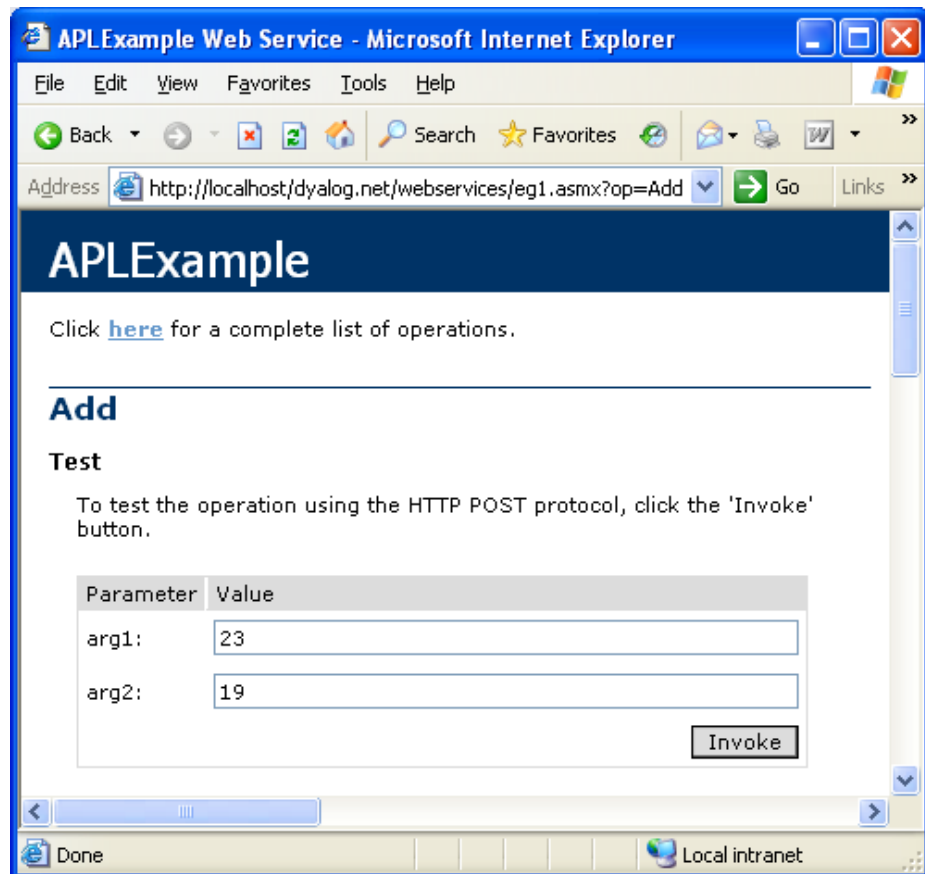 APLExample Web Service - Microsoft Internet Explorer
File Edit View Favorites Tools Help
Back Search Favorites W »
Address http://localhost/dyalog.net/webservices/eg1.asmx?op=Add Go Links »
APLExample
Click here for a complete list of operations.
Add
Test
To test the operation using the HTTP POST protocol, click the 'Invoke'
button.
Parameter Value
arg1: 23
arg2: 19
Invoke
Done Local intranet